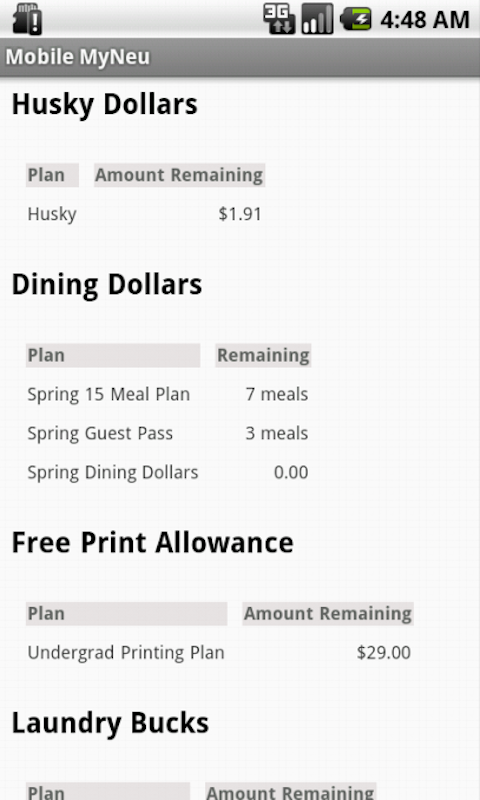 3G 4:48 AM
Mobile MyNeu
Husky Dollars
Plan Amount Remaining
Husky $1.91
Dining Dollars
Plan Remaining
Spring 15 Meal Plan 7 meals
Spring Guest Pass 3 meals
Spring Dining Dollars 0.00
Free Print Allowance
Plan Amount Remaining
Undergrad Printing Plan $29.00
Laundry Bucks
Plan Amount Remaining